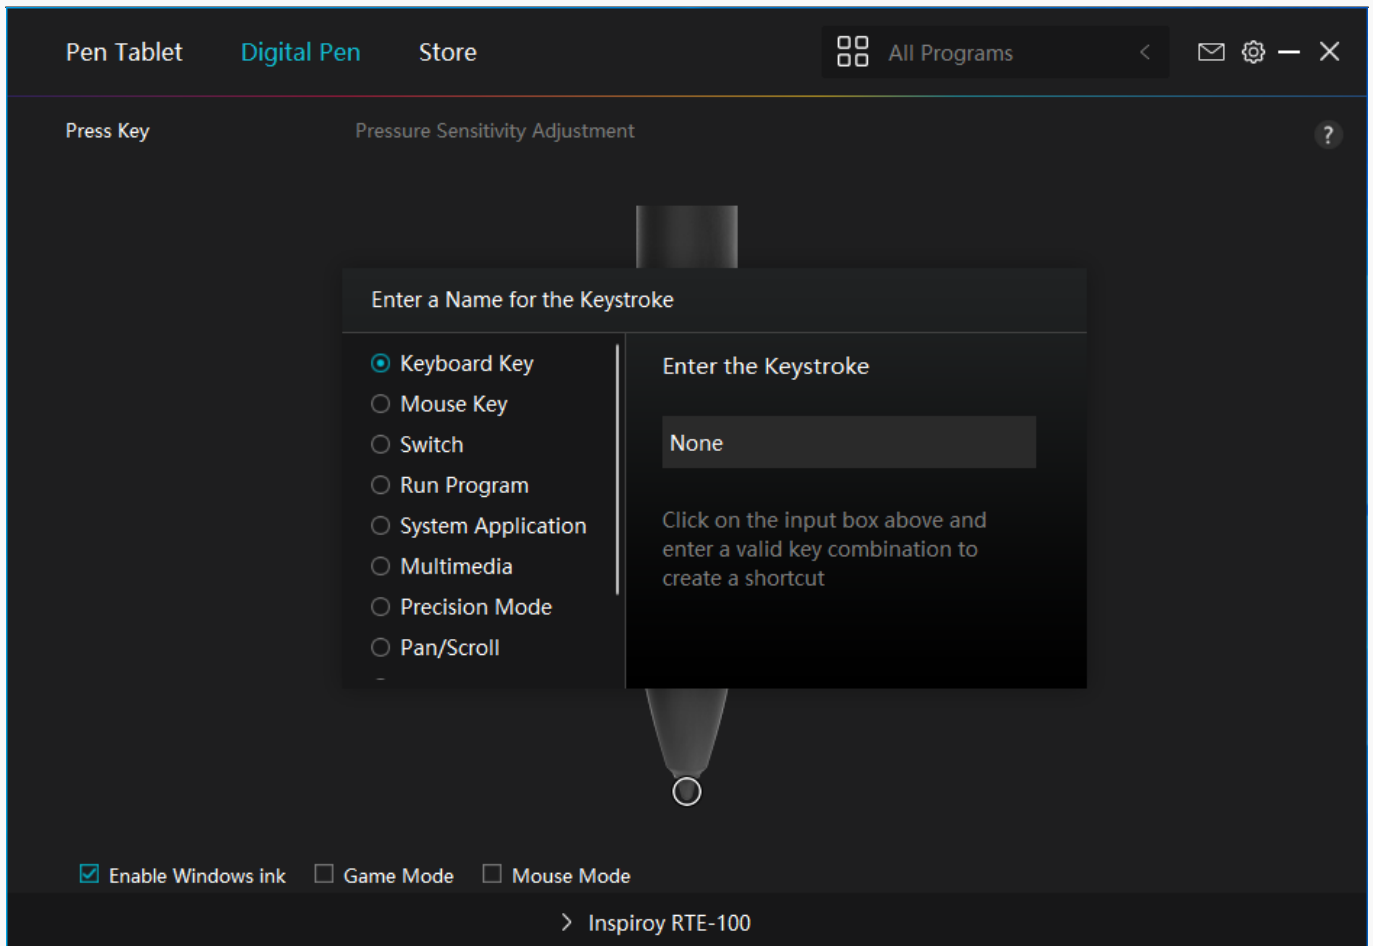 Pen Tablet Digital Pen Store All Programs
Press Key Pressure Sensitivity Adjustment ?
Enter a Name for the Keystroke
Keyboard Key
Mouse Key
Switch
Run Program
System Application
Multimedia
Precision Mode
Pan/Scroll
Enter the Keystroke
None
Click on the input box above and
enter a valid key combination to
create a shortcut
Enable Windows ink Game Mode Mouse Mode
Inspiroy RTE-100